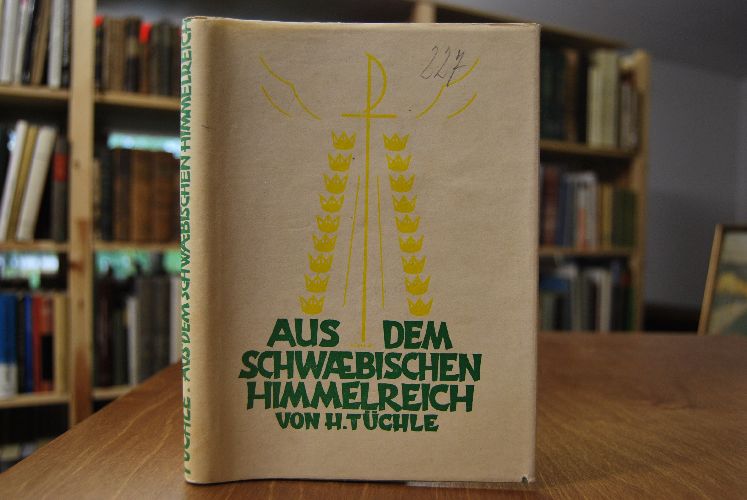 227
AUS DEM
SCHWÆBISCHEN
HIMMELREICH
VON H. TÜCHLE
TÜCHLE · AUS DEM SCHWÆBISCHEN HIMMELREICH